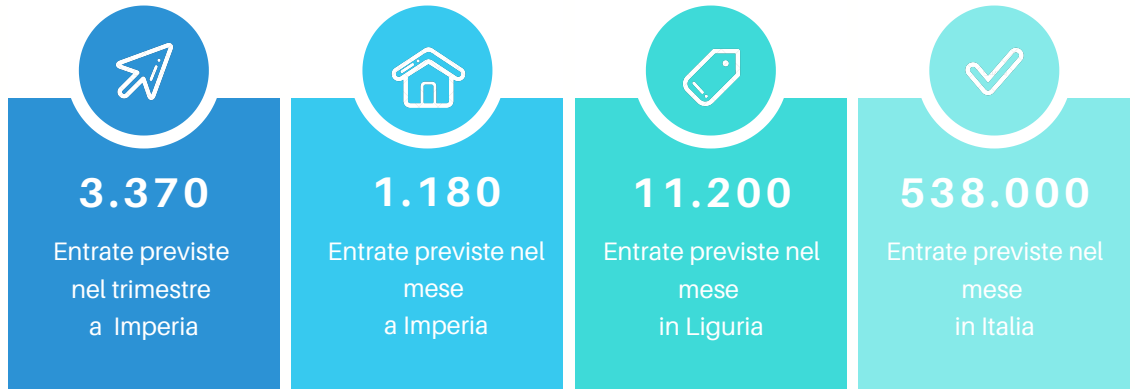 3.370
Entrate previste
nel trimestre
a Imperia
1.180
Entrate previste nel
mese
a Imperia
11.200
Entrate previste nel
mese
in Liguria
538.000
Entrate previste nel
mese
in Italia